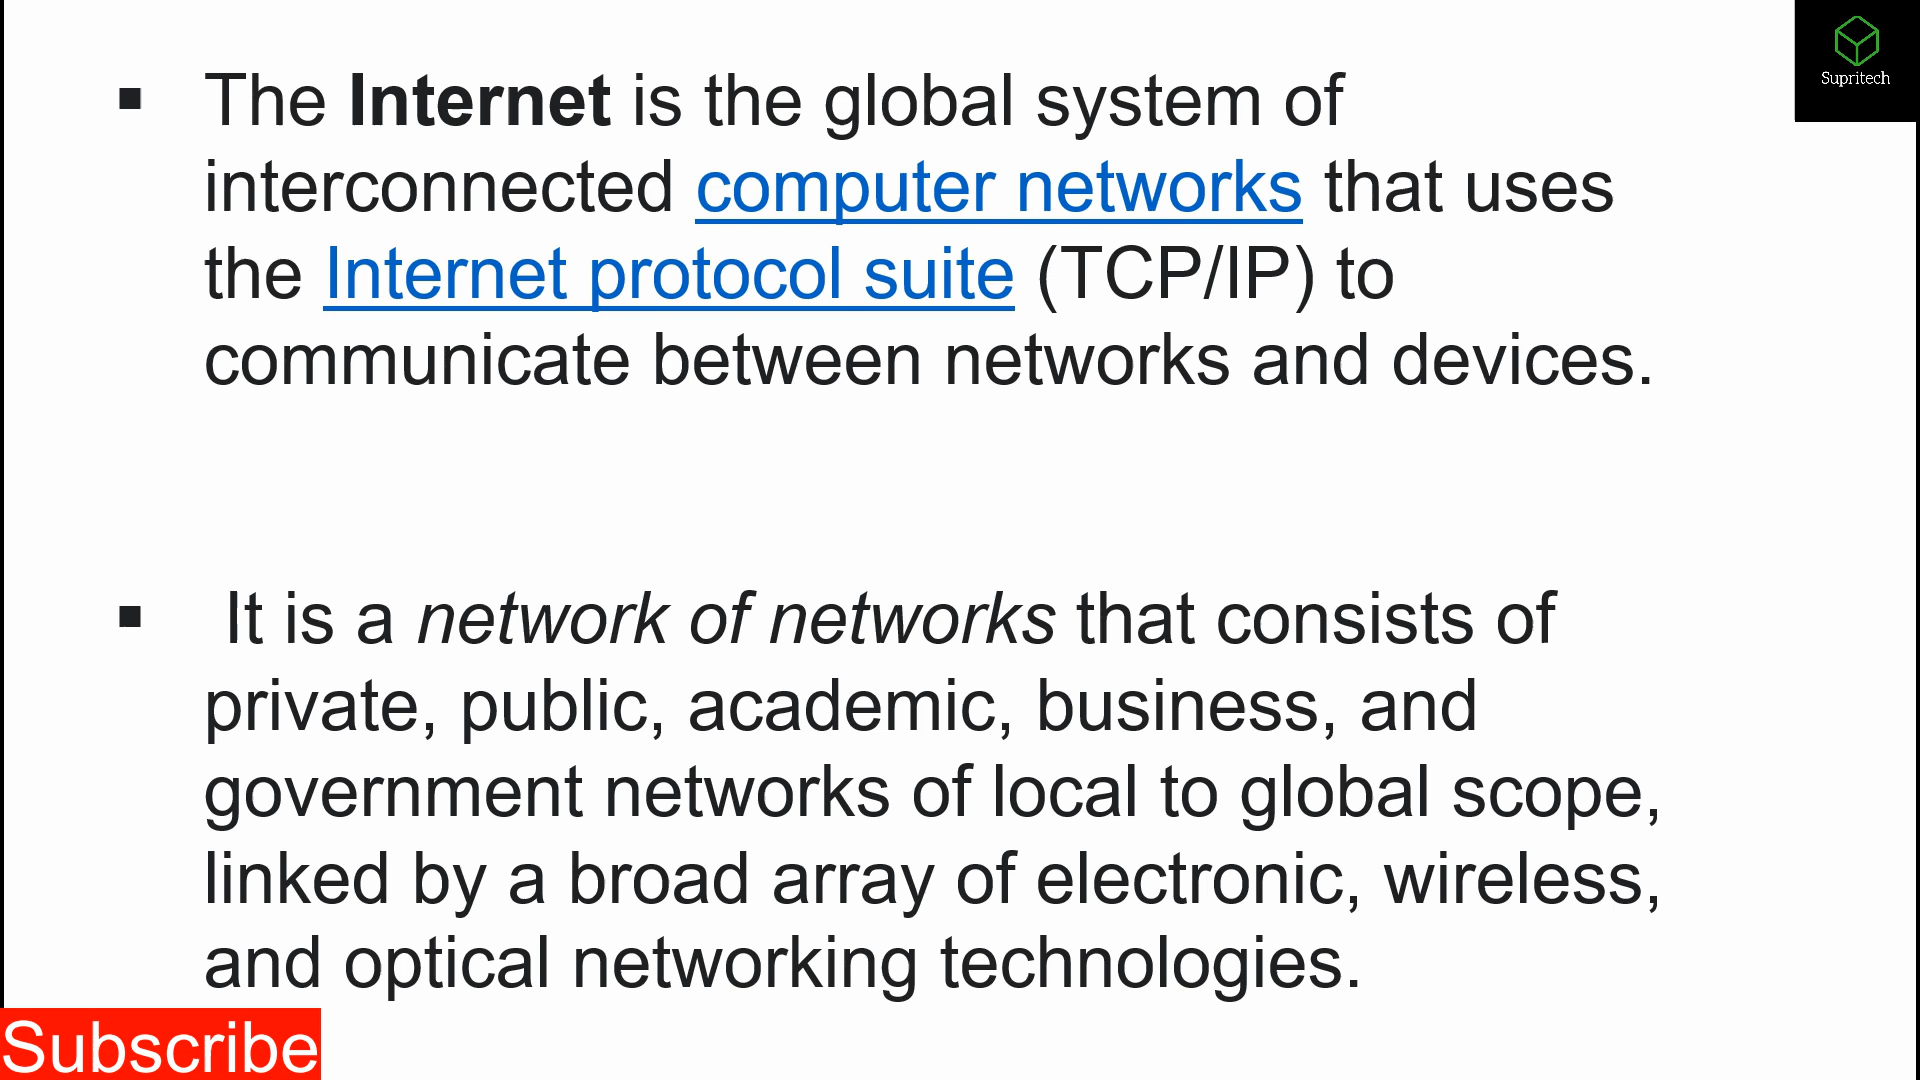 ▪ The Internet is the global system of
interconnected computer networks that uses
the Internet protocol suite (TCP/IP) to
communicate between networks and devices.
▪ It is a network of networks that consists of
private, public, academic, business, and
government networks of local to global scope,
linked by a broad array of electronic, wireless,
and optical networking technologies.
Supritech
Subscribe